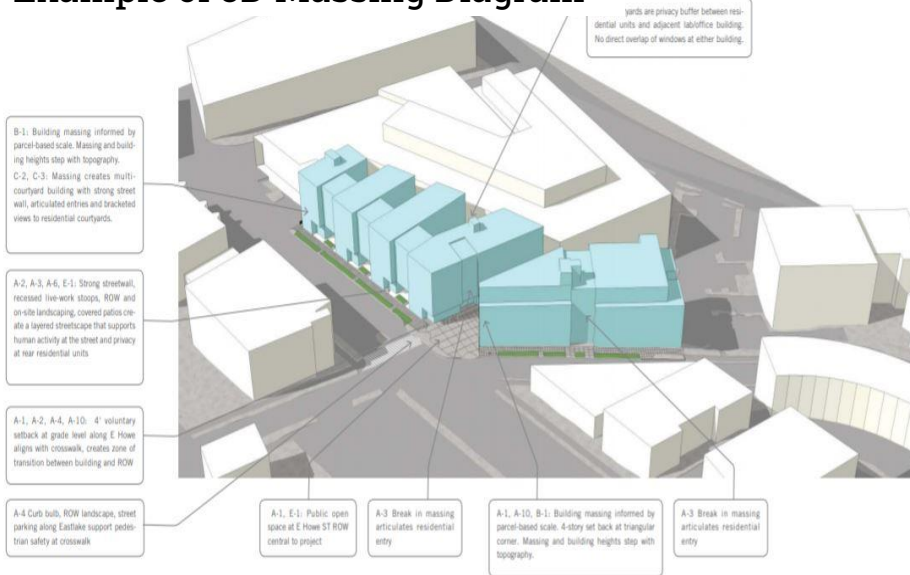 Example of 3D Massing Diagram
yards are privacy buffer between resi-
dential units and adjacent lab/office building.
No direct overlap of windows at either building.
B-1: Building massing informed by
parcel-based scale. Massing and build-
ing heights step with topography.
C-2, C-3: Massing creates multi-
courtyard building with strong street
wall, articulated entries and bracketed
views to residential courtyards.
A-2, A-3, A-6, E-1: Strong streetwall,
recessed live-work stoops, ROW and
on-site landscaping, covered patios cre-
ate a layered streetscape that supports
human activity at the street and privacy
at rear residential units
A-1, A-2, A-4, A-10: 4' voluntary
setback at grade level along E Howe
aligns with crosswalk, creates zone of
transition between building and ROW
A-4 Curb bulb, ROW landscape, street
parking along Eastlake support pedes-
trian safety at crosswalk
A-1, E-1: Public open
space at E Howe ST ROW
central to project
A-3 Break in massing
articulates residential
entry
A-1, A-10, B-1: Building massing informed by
parcel-based scale. 4-story set back at triangular
corner. Massing and building heights step with
topography.
A-3 Break in massing
articulates residential
entry